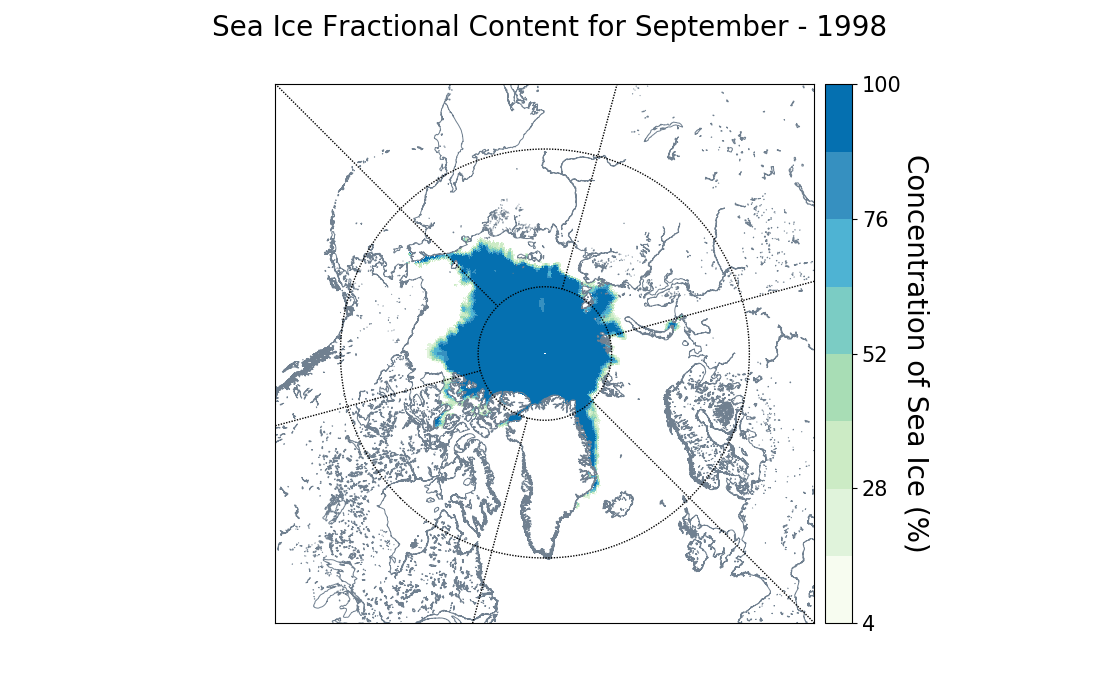 Sea Ice Fractional Content for September - 1998
100
76
52
28
4
Concentration of Sea Ice (%)